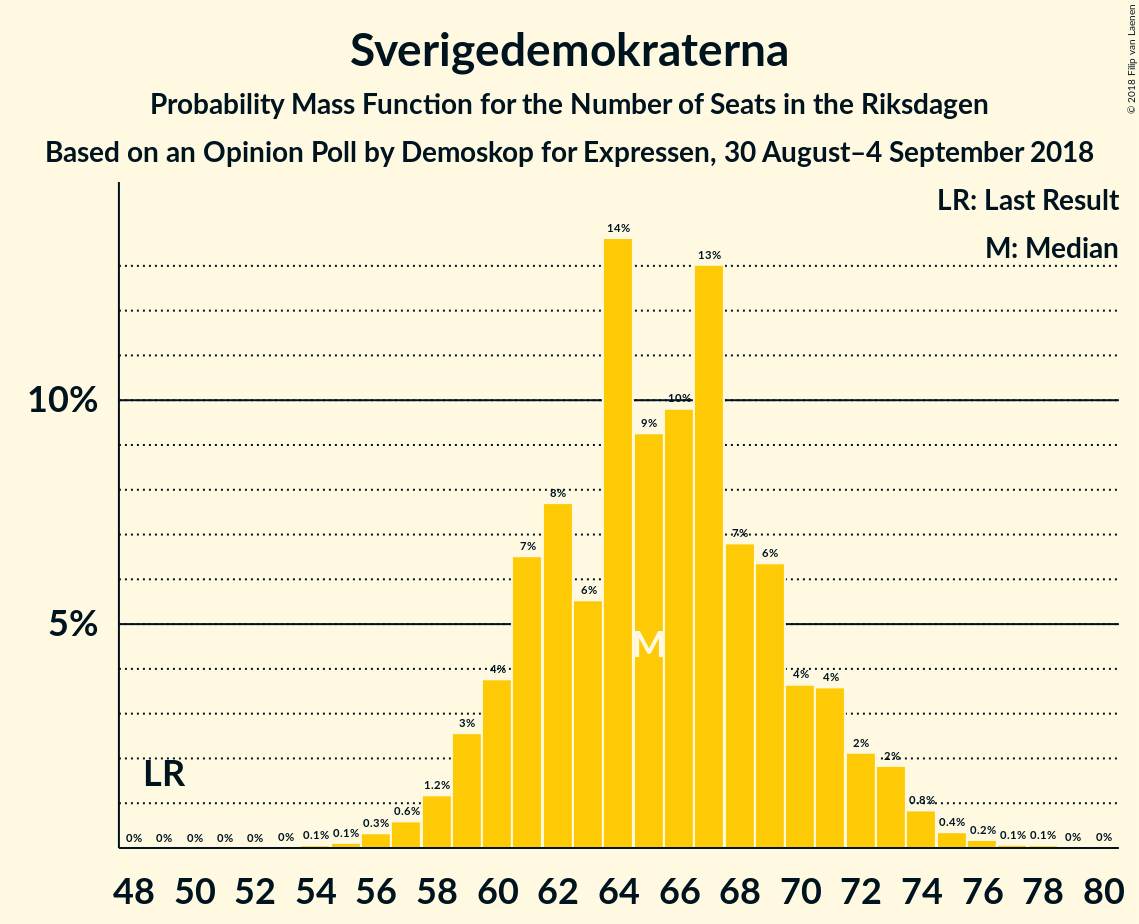 © 2018 Filip van Laenen
Sverigedemokraterna
Probability Mass Function for the Number of Seats in the Riksdagen
Based on an Opinion Poll by Demoskop for Expressen, 30 August–4 September 2018
LR: Last Result
M: Median
10%
5%
LR
M
0% 0% 0% 0% 0% 0% 0.1% 0.1% 0.3% 0.6% 1.2% 3% 4% 7% 8% 6% 14% 9% 10% 13% 7% 6% 4% 4% 2% 2% 0.8% 0.4% 0.2% 0.1% 0.1% 0% 0%
48 50 52 54 56 58 60 62 64 66 68 70 72 74 76 78 80